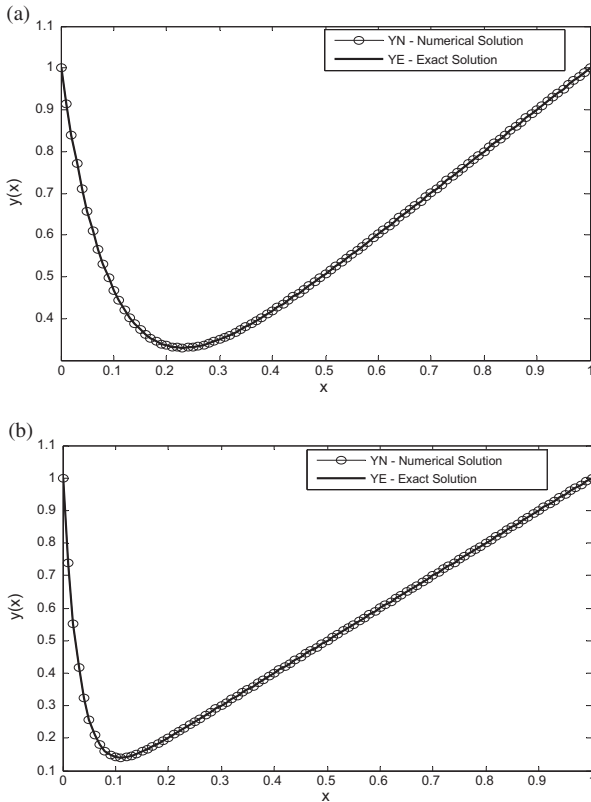 (a)
1.1
YN - Numerical Solution
YE - Exact Solution
1
0.9
0.8
0.7
0.6
0.5
0.4
y(x)
0 0.1 0.2 0.3 0.4 0.5 0.6 0.7 0.8 0.9 1
x
(b)
1.1
YN - Numerical Solution
YE - Exact Solution
1
0.9
0.8
0.7
0.6
0.5
0.4
0.3
0.2
0.1
y(x)
0 0.1 0.2 0.3 0.4 0.5 0.6 0.7 0.8 0.9 1
x